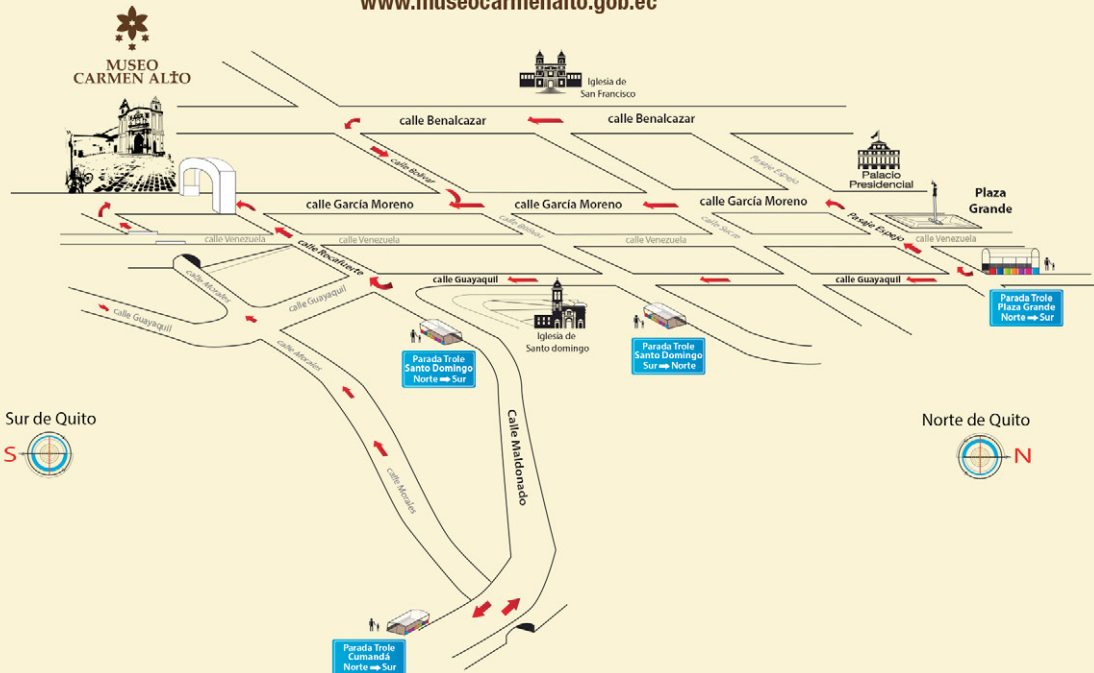 www.museocarmenalto.gob.ec
MUSEO
CARMEN ALTO
Iglesia de
San Francisco
calle Benalcazar
calle Benalcazar
calle Bolívar
Pasaje Espejo
Palacio
Presidencial
Plaza
Grande
calle García Moreno
calle García Moreno
calle García Moreno
calle Bolívar
calle Sucre
Pasaje Espejo
calle Venezuela
calle Venezuela
calle Venezuela
calle Venezuela
calle Rocafuerte
calle Guayaquil
calle Guayaquil
calle Morales
calle Guayaquil
calle Guayaquil
Parada Trole
Plaza Grande
Norte ➡ Sur
Iglesia de
Santo domingo
Parada Trole
Santo Domingo
Norte ➡ Sur
Parada Trole
Santo Domingo
Sur ➡ Norte
calle Morales
Calle Maldonado
Sur de Quito
S
Norte de Quito
N
calle Morales
Parada Trole
Cumandá
Norte ➡ Sur